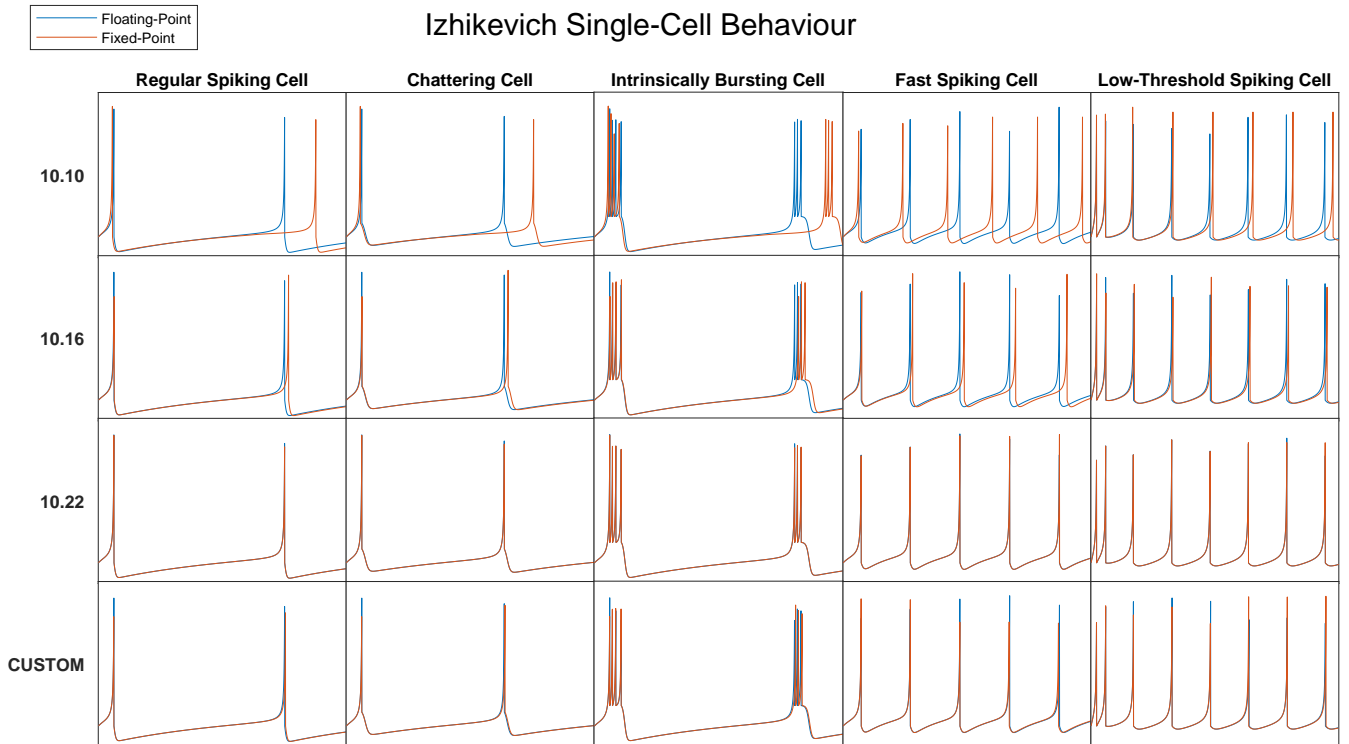 Izhikevich Single-Cell Behaviour
Floating-Point
Fixed-Point
Regular Spiking Cell
Chattering Cell
Intrinsically Bursting Cell
Fast Spiking Cell
Low-Threshold Spiking Cell
10.10
10.16
10.22
CUSTOM